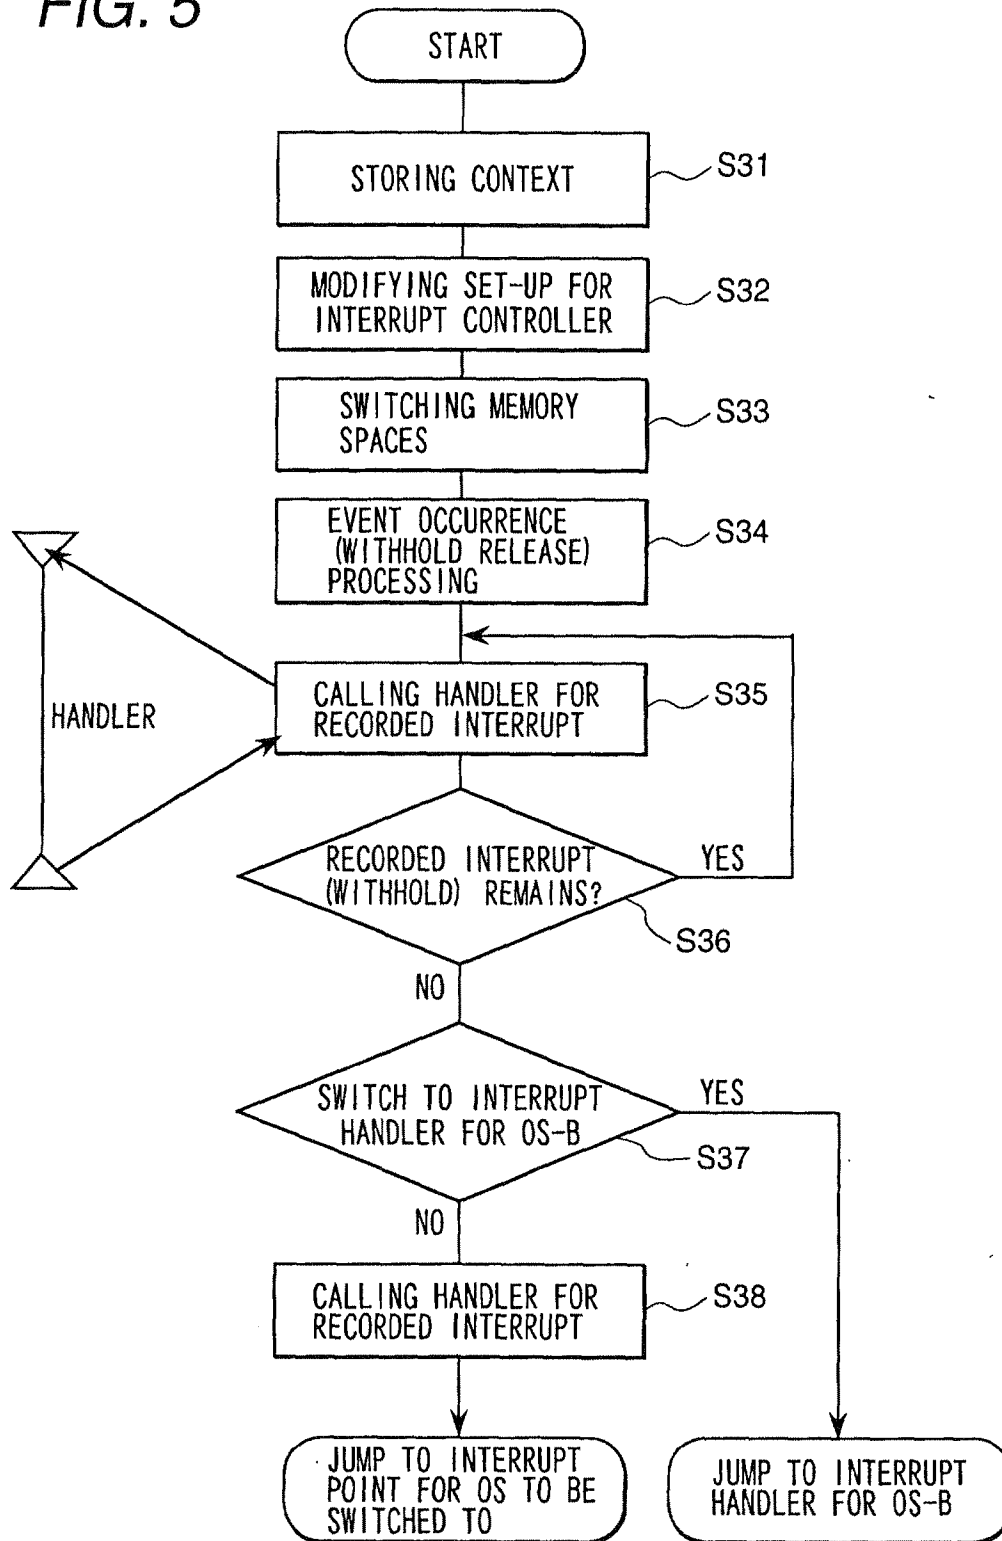 FIG. 5
START
STORING CONTEXT
S31
MODIFYING SET-UP FOR
INTERRUPT CONTROLLER
S32
SWITCHING MEMORY
SPACES
S33
EVENT OCCURRENCE
(WITHHOLD RELEASE)
PROCESSING
S34
HANDLER
CALLING HANDLER FOR
RECORDED INTERRUPT
S35
RECORDED INTERRUPT
(WITHHOLD) REMAINS?
YES
S36
NO
SWITCH TO INTERRUPT
HANDLER FOR OS-B
YES
S37
NO
CALLING HANDLER FOR
RECORDED INTERRUPT
S38
JUMP TO INTERRUPT
POINT FOR OS TO BE
SWITCHED TO
JUMP TO INTERRUPT
HANDLER FOR OS-B